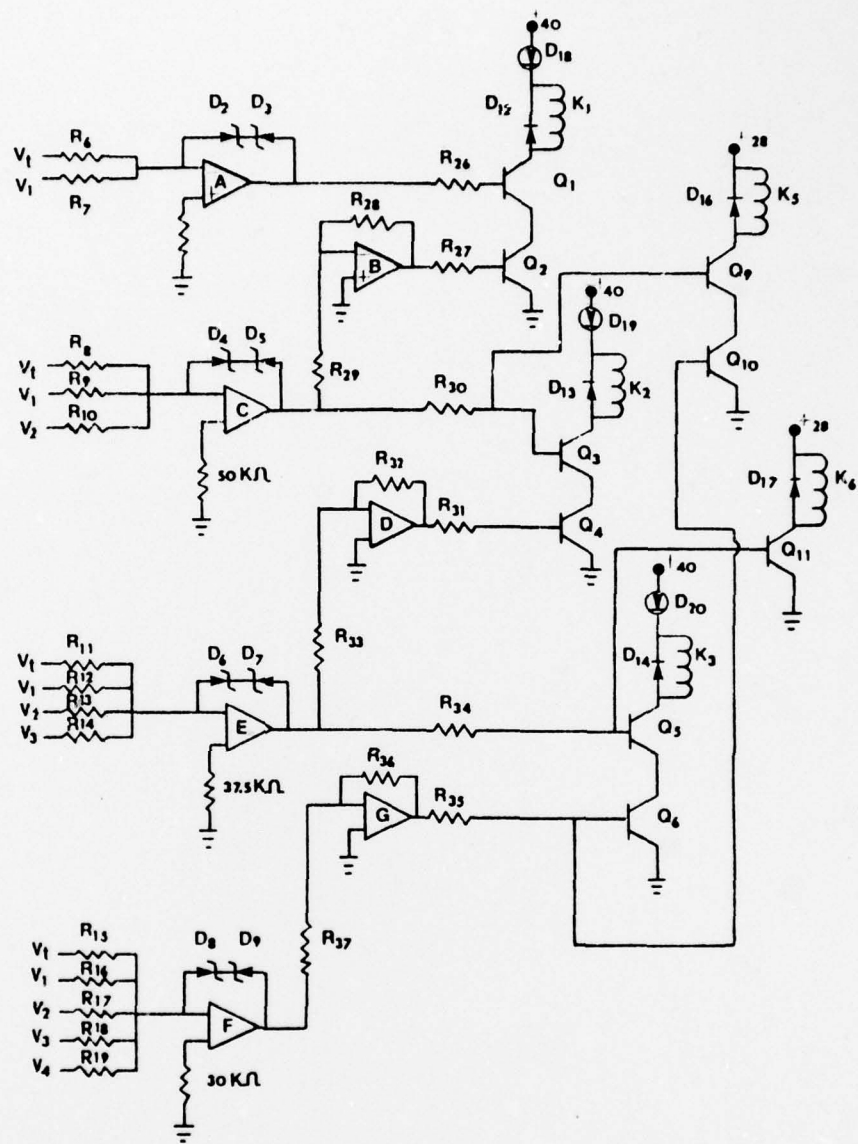 +40
D18
D12
K1
D2 D3
R6
Vt
V1
R7
A
+
R26
Q1
+28
D16
K5
R28
B
+
R27
Q2
Q9
+40
D19
D4 D5
R8
Vt
R9
V1
R10
V2
C
R29
R30
D13
K2
Q10
+28
Q3
50 KΩ
R32
D
R31
Q4
D17
K6
Q11
+40
D20
R33
R11
Vt
R12
V1
R13
V2
R14
V3
D6 D7
E
R34
D14
K3
Q5
37.5 KΩ
R36
G
R35
Q6
R15
Vt
R16
V1
R17
V2
R18
V3
R19
V4
D8 D9
F
R37
30 KΩ